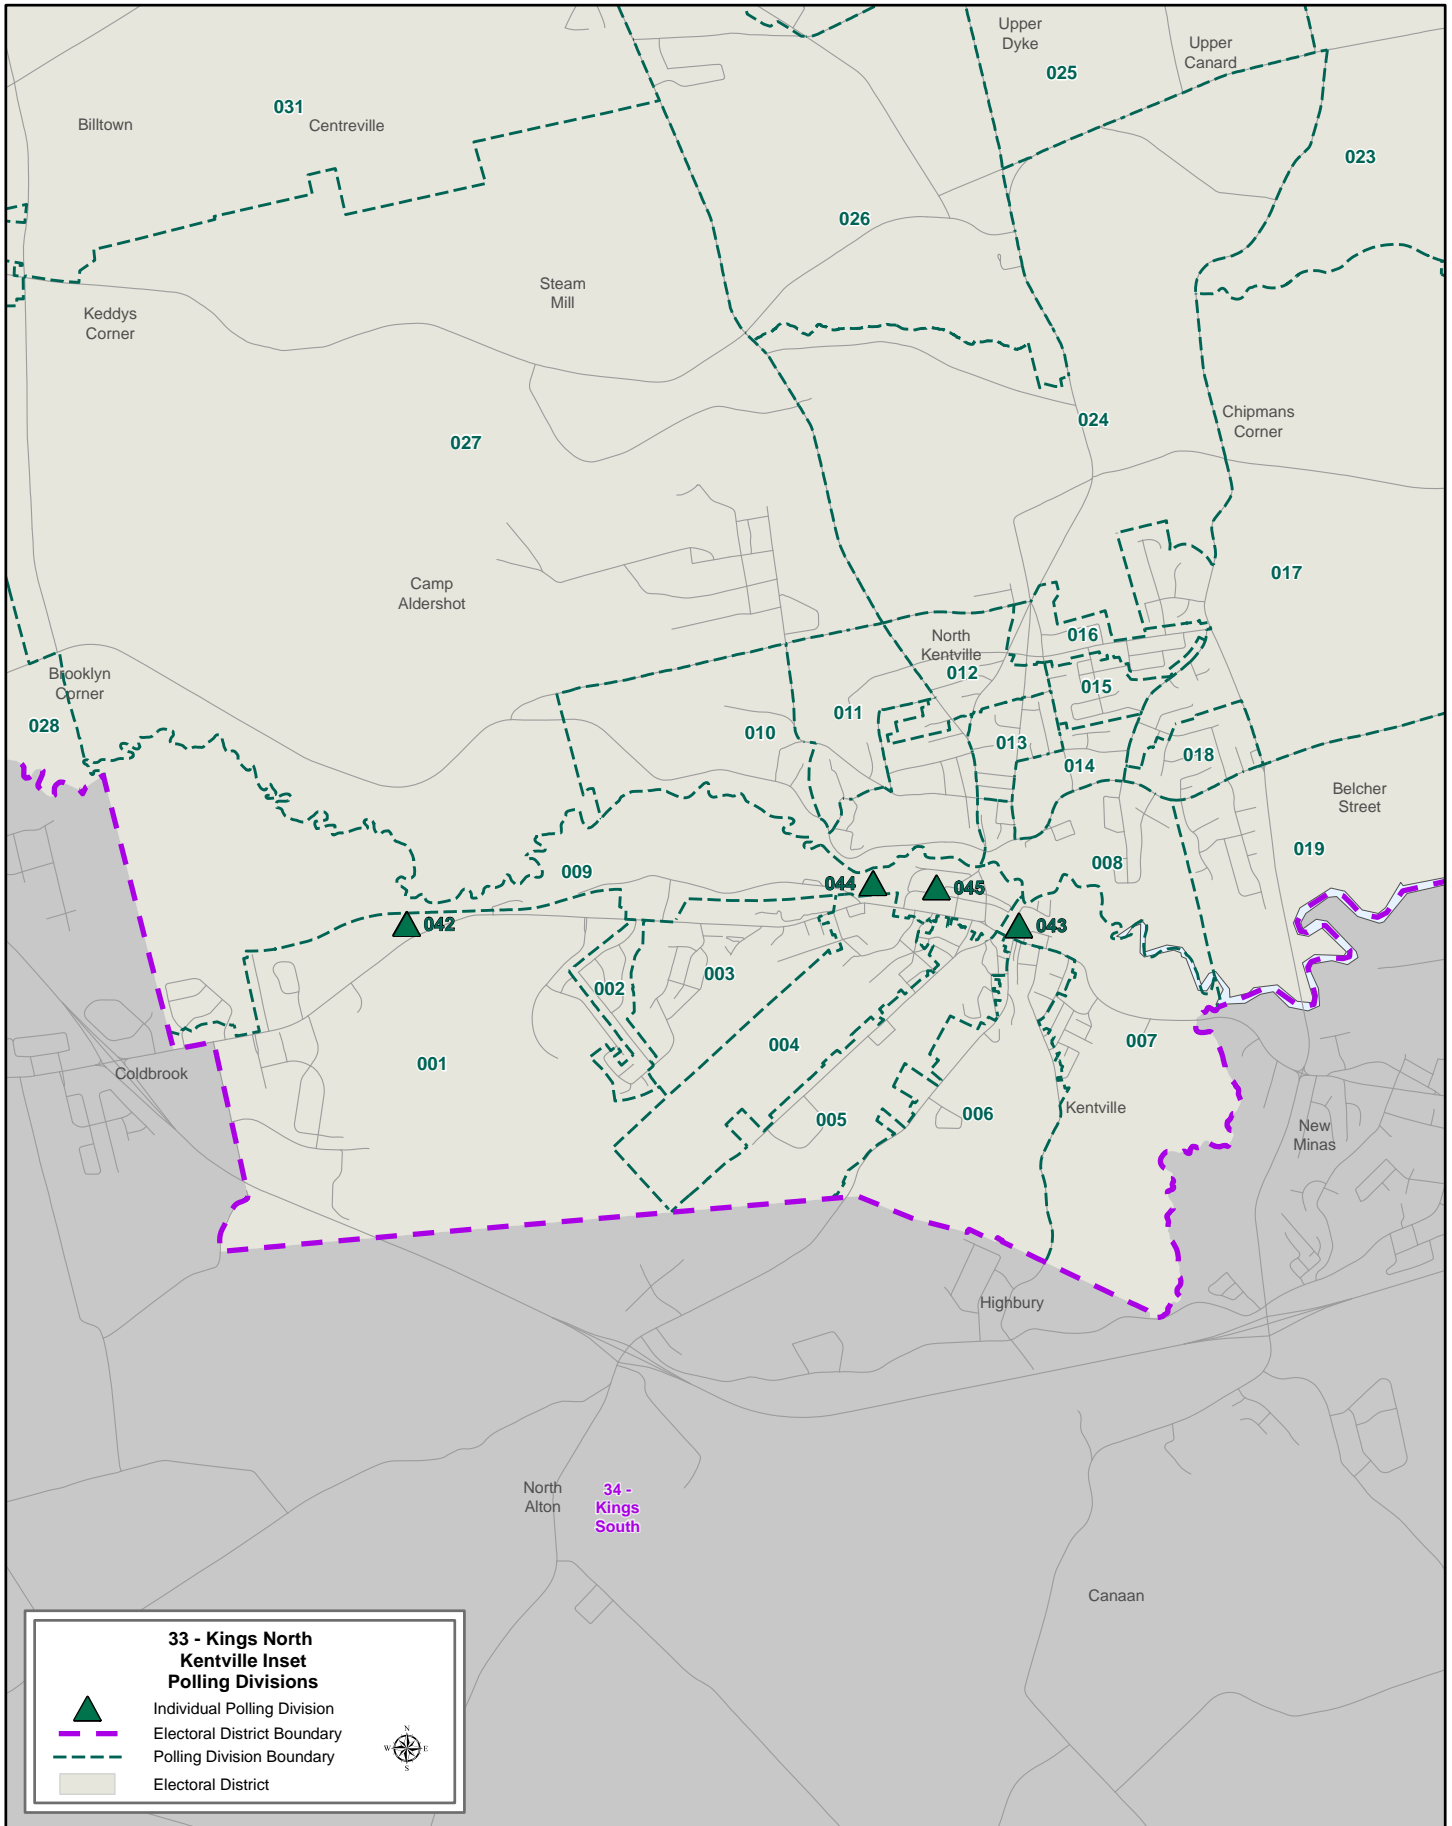 Upper
Dyke
Upper
Canard
025
031
Billtown
Centreville
023
026
Steam
Mill
Keddys
Corner
Chipmans
Corner
024
027
017
Camp
Aldershot
North
Kentville
016
012
Brooklyn
Corner
015
011
028
010
013
018
014
Belcher
Street
019
008
009
044
045
042
043
003
002
004
007
001
Coldbrook
005
006
Kentville
New
Minas
Highbury
North
Alton
34 -
Kings
South
Canaan
33 - Kings North
Kentville Inset
Polling Divisions
Individual Polling Division
Electoral District Boundary
Polling Division Boundary
Electoral District
N
W
E
S